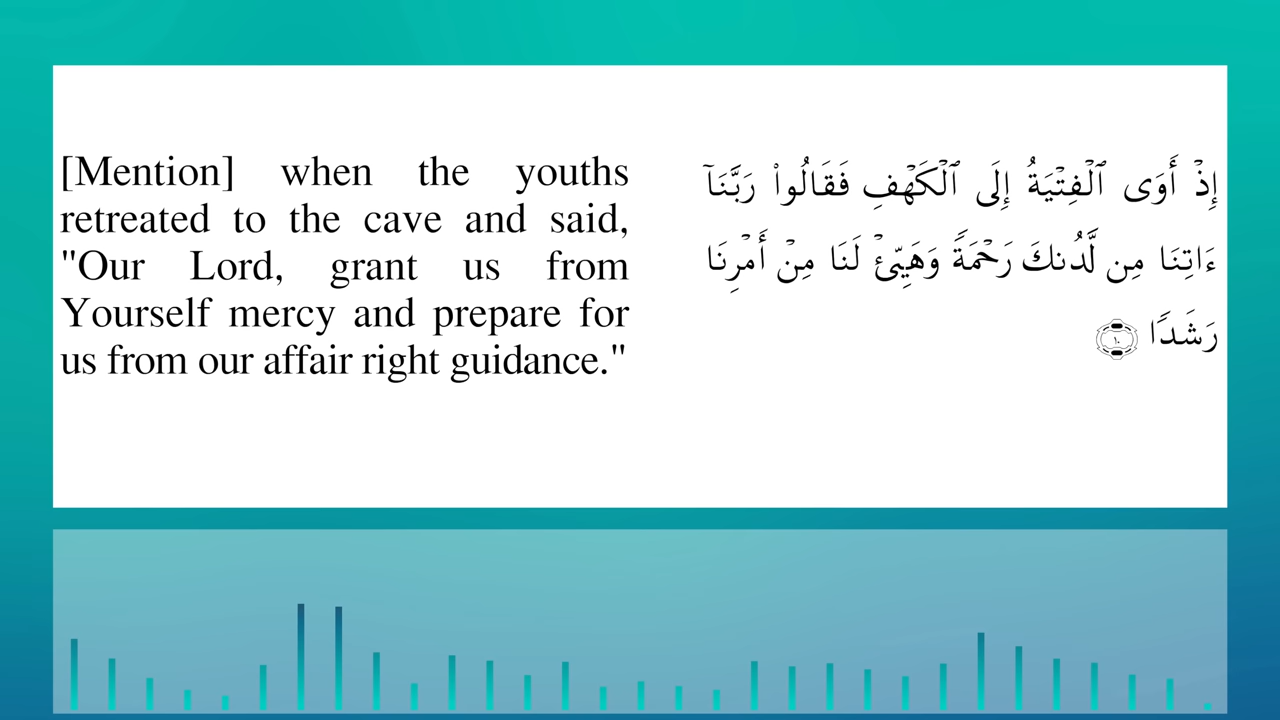 [Mention] when the youths
retreated to the cave and said,
"Our Lord, grant us from
Yourself mercy and prepare for
us from our affair right guidance."
إِذۡ أَوَى ٱلۡفِتۡيَةُ إِلَى ٱلۡكَهۡفِ فَقَالُواْ رَبَّنَآ
ءَاتِنَا مِن لَّدُنكَ رَحۡمَةٗ وَهَيِّئۡ لَنَا مِنۡ أَمۡرِنَا
رَشَدٗا ١٠